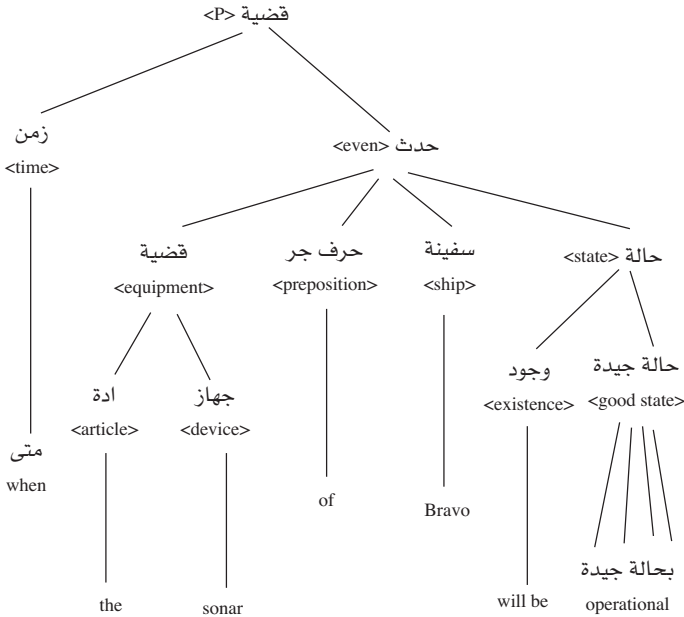 قضية <P>
زمن
<time>
حدث <even>
قضية
<equipment>
حرف جر
<preposition>
سفينة
<ship>
حالة <state>
ادة
<article>
جهاز
<device>
وجود
<existence>
حالة جيدة
<good state>
متى
when
of
Bravo
بحالة جيدة
the
sonar
will be
operational